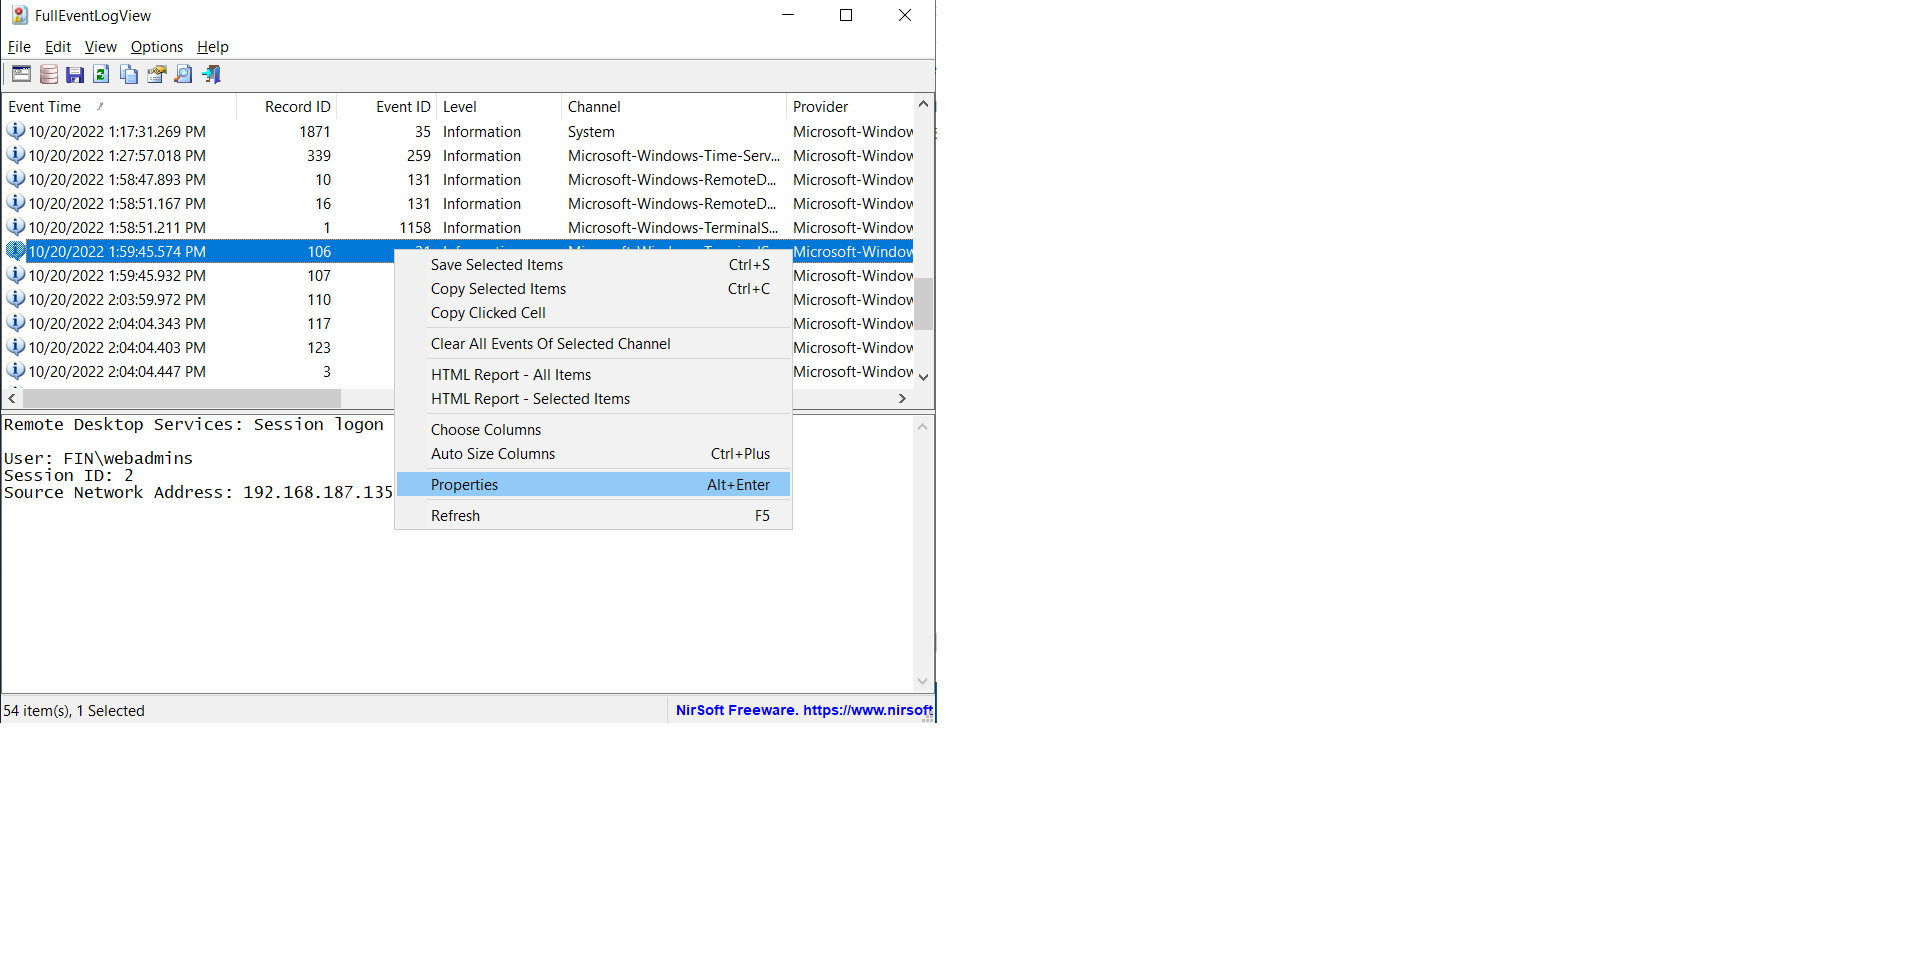 FullEventLogView
File Edit View Options Help
Event Time Record ID Event ID Level Channel Provider
10/20/2022 1:17:31.269 PM 1871 35 Information System Microsoft-Window
10/20/2022 1:27:57.018 PM 339 259 Information Microsoft-Windows-Time-Serv... Microsoft-Window
10/20/2022 1:58:47.893 PM 10 131 Information Microsoft-Windows-RemoteD... Microsoft-Window
10/20/2022 1:58:51.167 PM 16 131 Information Microsoft-Windows-RemoteD... Microsoft-Window
10/20/2022 1:58:51.211 PM 1 1158 Information Microsoft-Windows-TerminalS... Microsoft-Window
10/20/2022 1:59:45.574 PM 106 Microsoft-Window
10/20/2022 1:59:45.932 PM 107 Microsoft-Window
10/20/2022 2:03:59.972 PM 110 Microsoft-Window
10/20/2022 2:04:04.343 PM 117 Microsoft-Window
10/20/2022 2:04:04.403 PM 123 Microsoft-Window
10/20/2022 2:04:04.447 PM 3 Microsoft-Window
Save Selected Items Ctrl+S
Copy Selected Items Ctrl+C
Copy Clicked Cell
Clear All Events Of Selected Channel
HTML Report - All Items
HTML Report - Selected Items
Choose Columns
Auto Size Columns Ctrl+Plus
Properties Alt+Enter
Refresh F5
Remote Desktop Services: Session logon
User: FIN\webadmins
Session ID: 2
Source Network Address: 192.168.187.135
54 item(s), 1 Selected
NirSoft Freeware. https://www.nirsoft